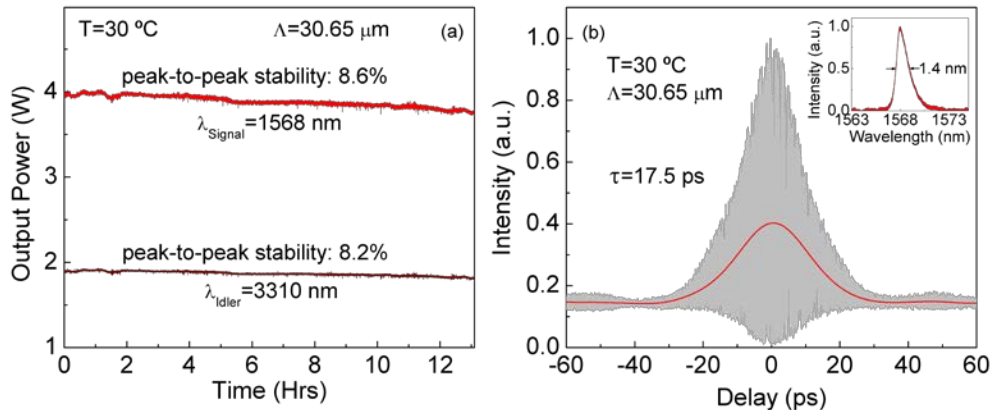 T=30 ºC Λ=30.65 µm (a)
peak-to-peak stability: 8.6%
λSignal=1568 nm
peak-to-peak stability: 8.2%
λIdler=3310 nm
Output Power (W)
4
3
2
1
0 2 4 6 8 10 12
Time (Hrs)
(b)
T=30 ºC
Λ=30.65 µm
τ=17.5 ps
Intensity (a.u.)
1.0
0.8
0.6
0.4
0.2
0.0
-60 -40 -20 0 20 40 60
Delay (ps)
Intensity (a.u.)
1.0
0.5
0.0
1.4 nm
1563 1568 1573
Wavelength (nm)